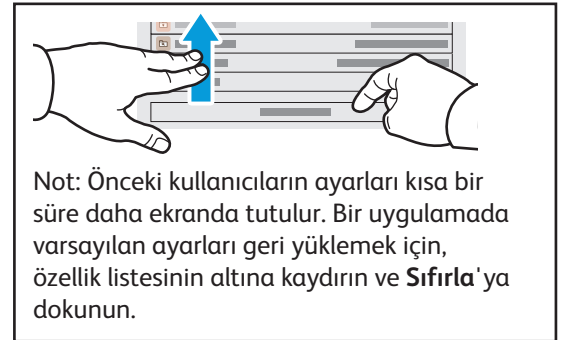 Not: Önceki kullanıcıların ayarları kısa bir
süre daha ekranda tutulur. Bir uygulamada
varsayılan ayarları geri yüklemek için,
özellik listesinin altına kaydırın ve Sıfırla'ya
dokunun.